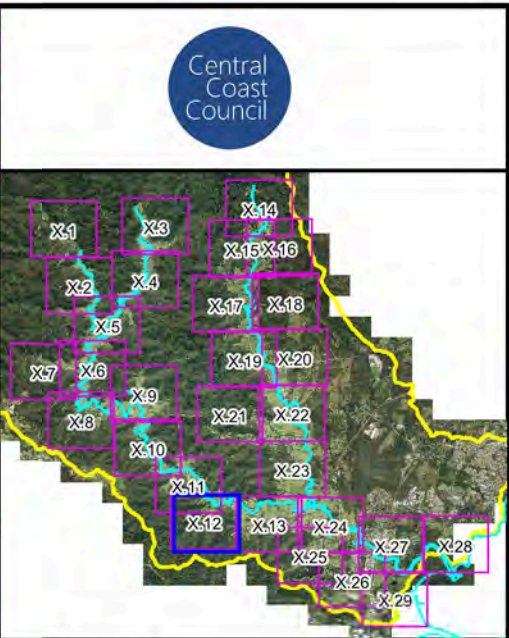 Central
Coast
Council
X.14
X.1
X.3
X.15
X.16
X.2
X.4
X.17
X.18
X.5
X.19
X.20
X.7
X.6
X.9
X.21
X.22
X.8
X.10
X.23
X.11
X.12
X.13
X.24
X.27
X.28
X.25
X.26
X.29